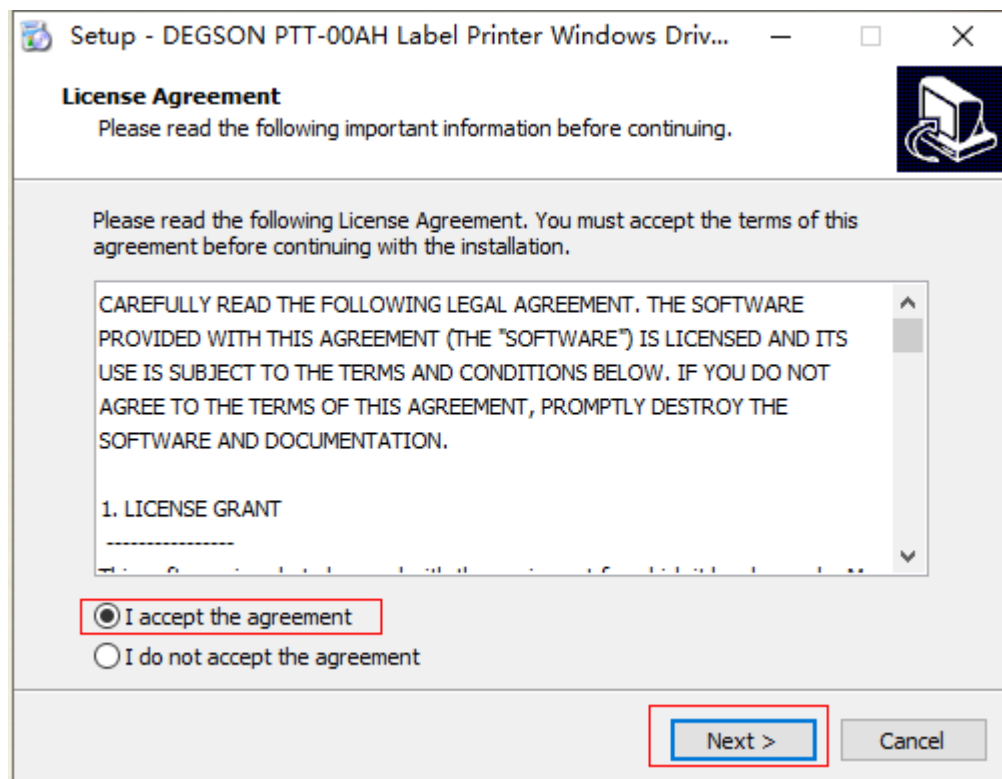 Setup - DEGSON PTT-00AH Label Printer Windows Driv...
License Agreement
Please read the following important information before continuing.
Please read the following License Agreement. You must accept the terms of this
agreement before continuing with the installation.
CAREFULLY READ THE FOLLOWING LEGAL AGREEMENT. THE SOFTWARE
PROVIDED WITH THIS AGREEMENT (THE "SOFTWARE") IS LICENSED AND ITS
USE IS SUBJECT TO THE TERMS AND CONDITIONS BELOW. IF YOU DO NOT
AGREE TO THE TERMS OF THIS AGREEMENT, PROMPTLY DESTROY THE
SOFTWARE AND DOCUMENTATION.
1. LICENSE GRANT
----------------
I accept the agreement
I do not accept the agreement
Next >
Cancel